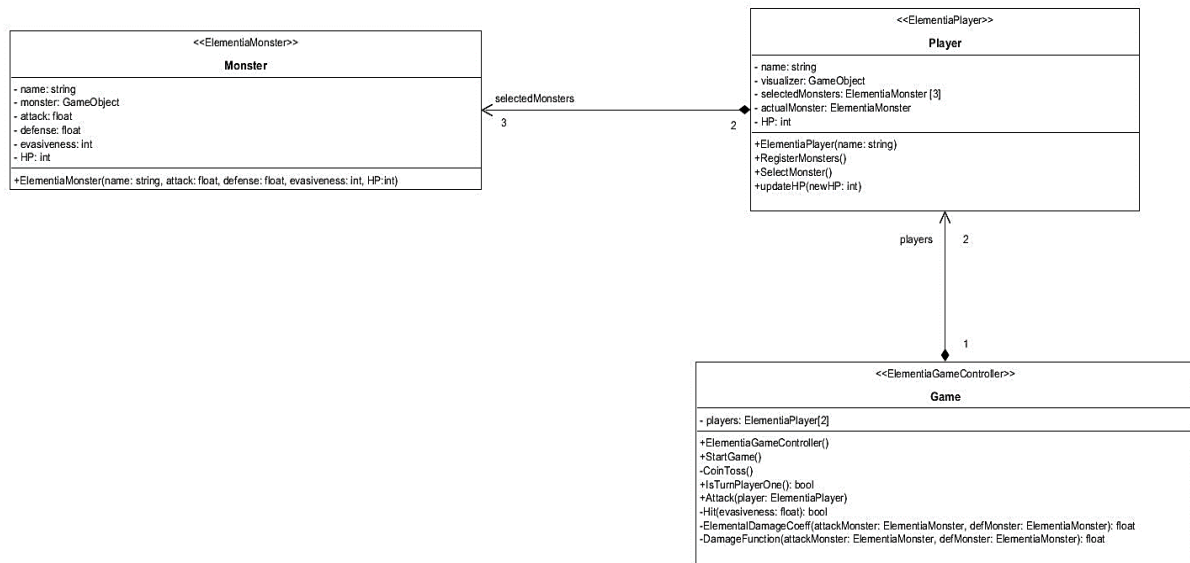 <<ElementiaMonster>>
Monster
- name: string
- monster: GameObject
- attack: float
- defense: float
- evasiveness: int
- HP: int
+ElementiaMonster(name: string, attack: float, defense: float, evasiveness: int, HP:int)
selectedMonsters
3
2
<<ElementiaPlayer>>
Player
- name: string
- visualizer: GameObject
- selectedMonsters: ElementiaMonster [3]
- actualMonster: ElementiaMonster
- HP: int
+ElementiaPlayer(name: string)
+RegisterMonsters()
+SelectMonster()
+updateHP(newHP: int)
players
2
1
<<ElementiaGameController>>
Game
- players: ElementiaPlayer[2]
+ElementiaGameController()
+StartGame()
-CoinToss()
+IsTurnPlayerOne(): bool
+Attack(player: ElementiaPlayer)
-Hit(evasiveness: float): bool
-ElementalDamageCoeff(attackMonster: ElementiaMonster, defMonster: ElementiaMonster): float
-DamageFunction(attackMonster: ElementiaMonster, defMonster: ElementiaMonster): float